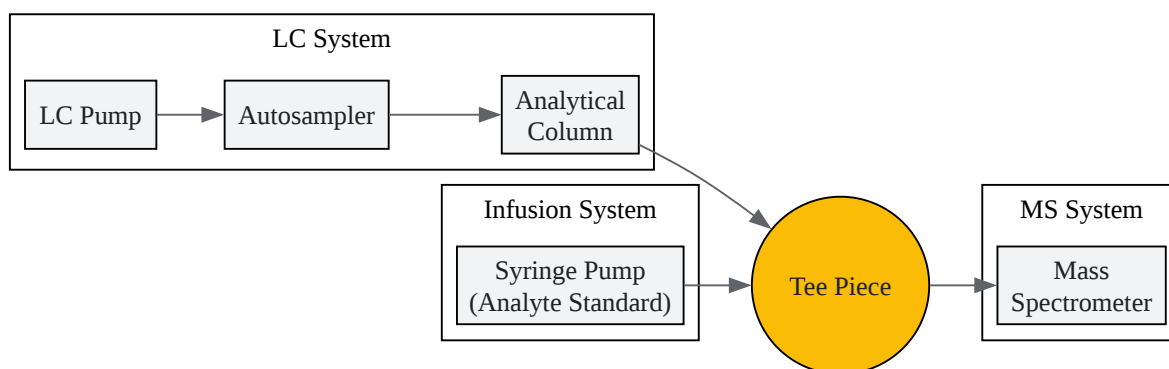 LC System
LC Pump
Autosampler
Analytical
Column
Infusion System
Syringe Pump
(Analyte Standard)
Tee Piece
MS System
Mass
Spectrometer